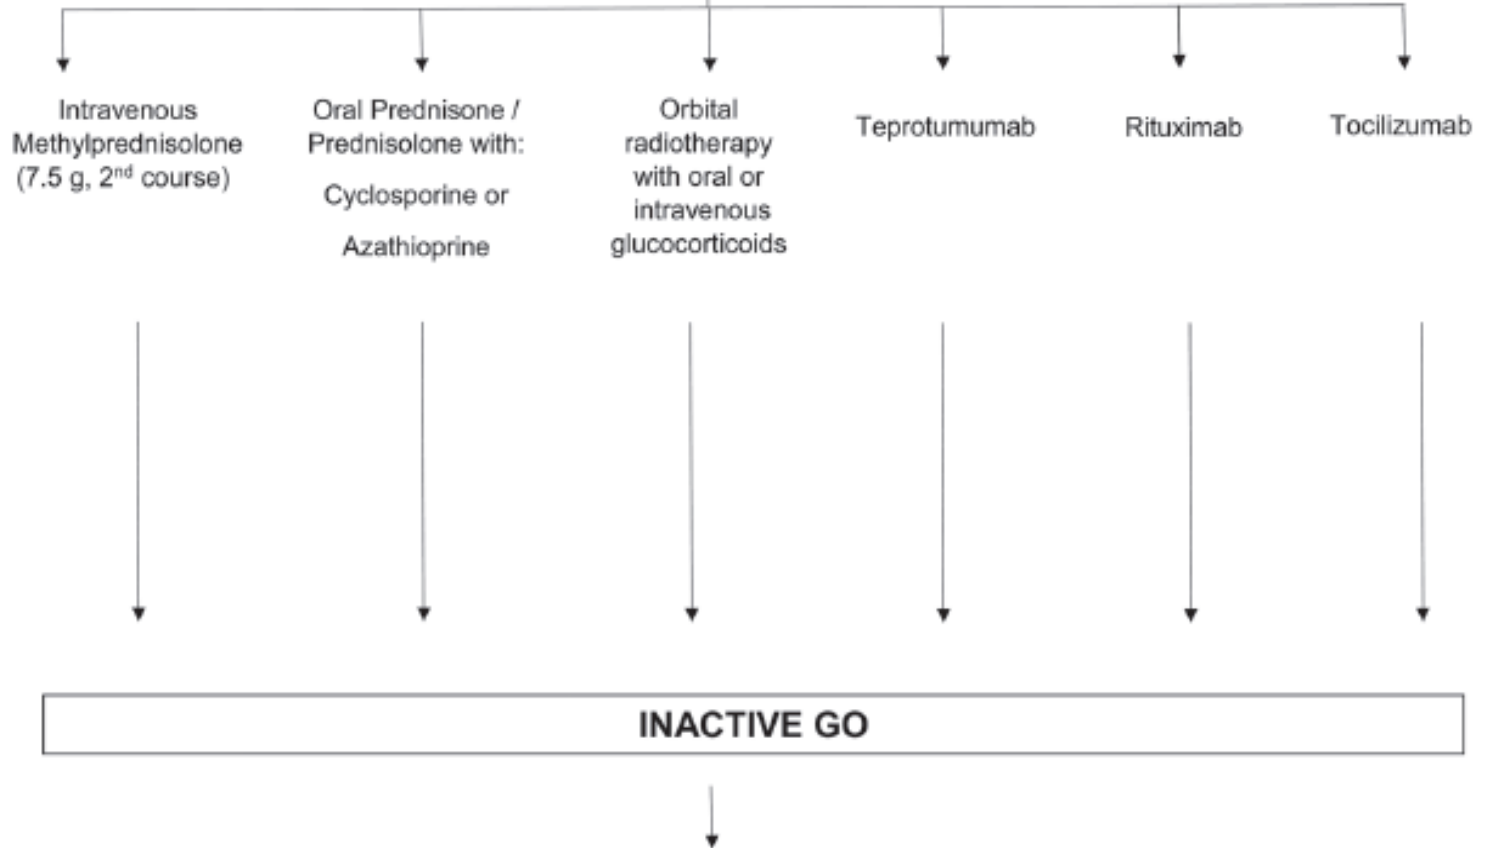 Intravenous
Methylprednisolone
(7.5 g, 2nd course)
Oral Prednisone /
Prednisolone with:
Cyclosporine or
Azathioprine
Orbital
radiotherapy
with oral or
intravenous
glucocorticoids
Teprotumumab
Rituximab
Tocilizumab
INACTIVE GO